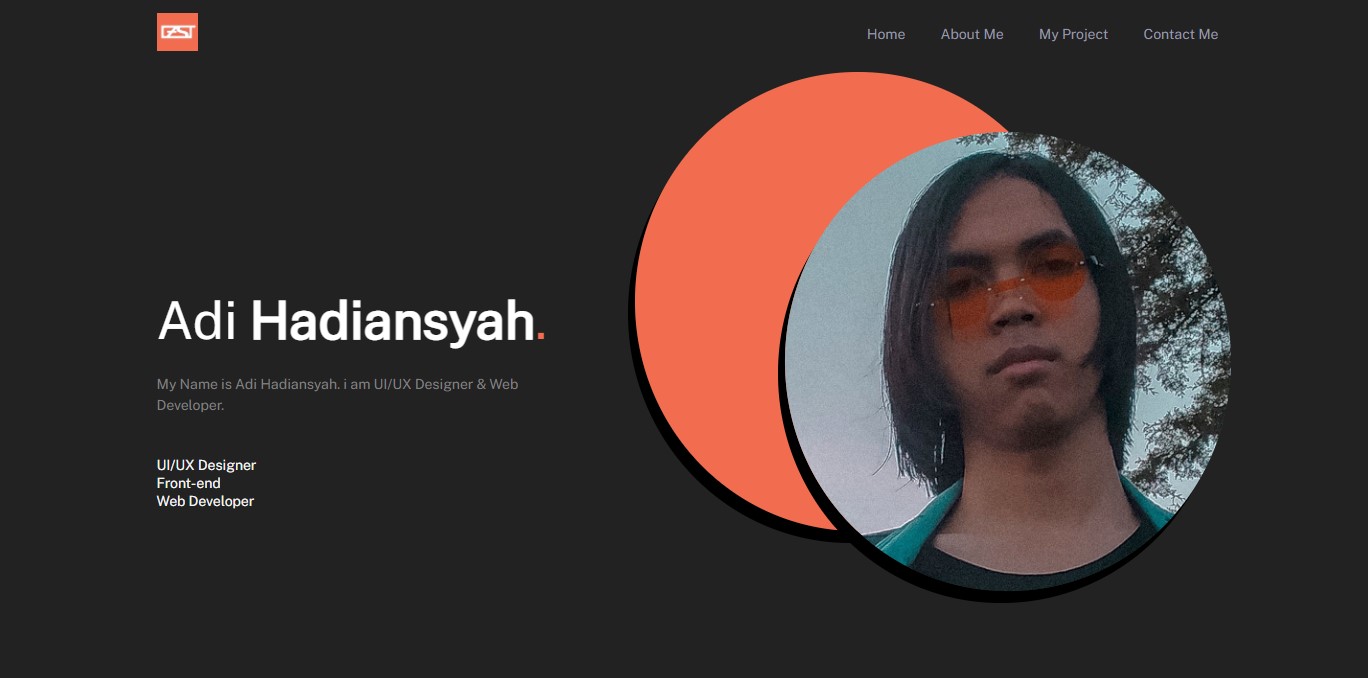 GAST
Home
About Me
My Project
Contact Me
Adi Hadiansyah.
My Name is Adi Hadiansyah. i am UI/UX Designer & Web
Developer.
UI/UX Designer
Front-end
Web Developer